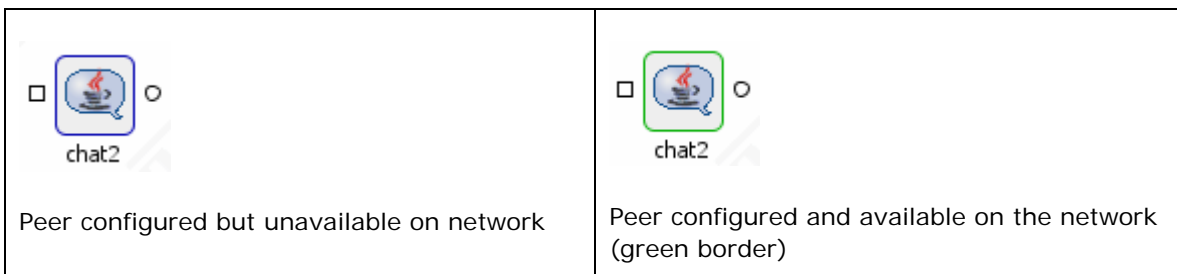 chat2
Peer configured but unavailable on network
chat2
Peer configured and available on the network
(green border)